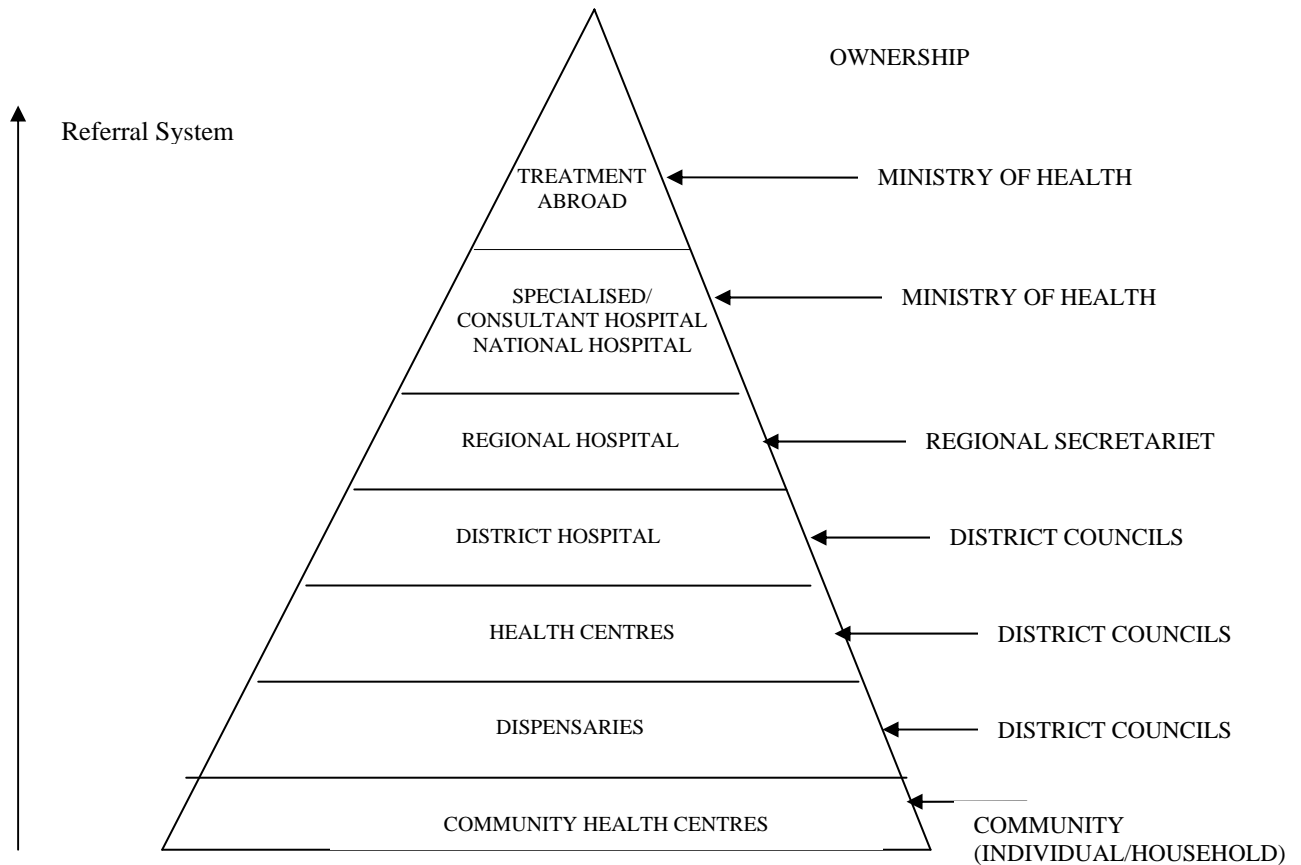 OWNERSHIP
Referral System
TREATMENT
ABROAD
MINISTRY OF HEALTH
SPECIALISED/
CONSULTANT HOSPITAL
NATIONAL HOSPITAL
MINISTRY OF HEALTH
REGIONAL HOSPITAL
REGIONAL SECRETARIET
DISTRICT HOSPITAL
DISTRICT COUNCILS
HEALTH CENTRES
DISTRICT COUNCILS
DISPENSARIES
DISTRICT COUNCILS
COMMUNITY HEALTH CENTRES
COMMUNITY
(INDIVIDUAL/HOUSEHOLD)